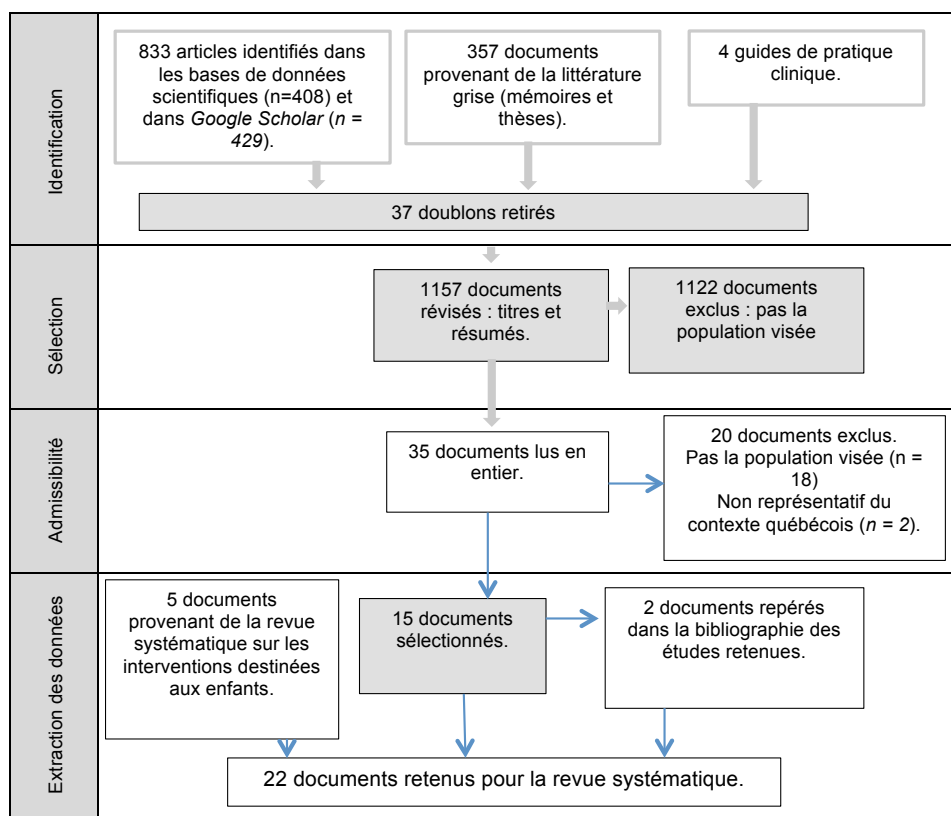 Identification
833 articles identifiés dans
les bases de données
scientifiques (n=408) et
dans Google Scholar (n =
429).
357 documents
provenant de la littérature
grise (mémoires et
thèses).
4 guides de pratique
clinique.
37 doublons retirés
Sélection
1157 documents
révisés : titres et
résumés.
1122 documents
exclus : pas la
population visée
Admissibilité
35 documents lus en
entier.
20 documents exclus.
Pas la population visée (n =
18)
Non représentatif du
contexte québécois (n = 2).
Extraction des données
5 documents
provenant de la revue
systématique sur les
interventions destinées
aux enfants.
15 documents
sélectionnés.
2 documents repérés
dans la bibliographie des
études retenues.
22 documents retenus pour la revue systématique.